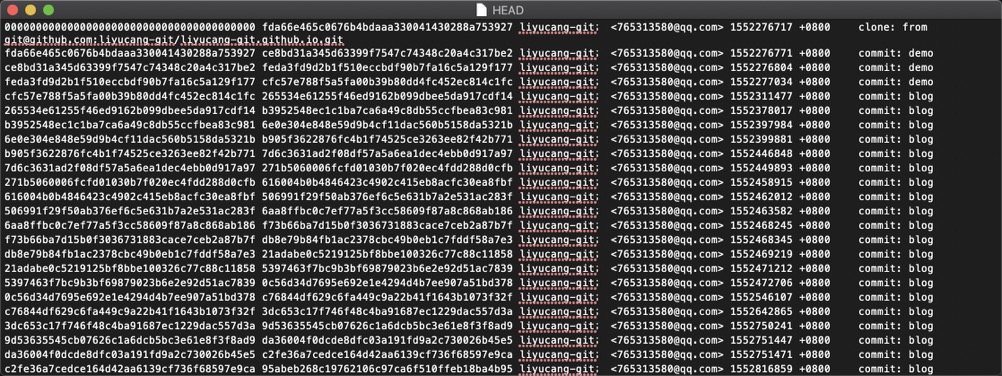 HEAD
0000000000000000000000000000000000000000 fda66e465c0676b4bdaaa330041430288a753927 liyucang-git; <765313580@qq.com> 1552276717 +0800 clone: from
git@github.com:liyucang-git/liyucang-git.github.io.git
fda66e465c0676b4bdaaa330041430288a753927 ce8bd31a345d63399f7547c74348c20a4c317be2 liyucang-git; <765313580@qq.com> 1552276771 +0800 commit: demo
ce8bd31a345d63399f7547c74348c20a4c317be2 feda3fd9d2b1f510eccbdf90b7fa16c5a129f177 liyucang-git; <765313580@qq.com> 1552276804 +0800 commit: demo
feda3fd9d2b1f510eccbdf90b7fa16c5a129f177 cfc57e788f5a5fa00b39b80dd4fc452ec814c1fc liyucang-git; <765313580@qq.com> 1552277034 +0800 commit: demo
cfc57e788f5a5fa00b39b80dd4fc452ec814c1fc 265534e61255f46ed9162b099dbee5da917cdf14 liyucang-git; <765313580@qq.com> 1552311477 +0800 commit: blog
265534e61255f46ed9162b099dbee5da917cdf14 b3952548ec1c1ba7ca6a49c8db55ccfbea83c981 liyucang-git; <765313580@qq.com> 1552378017 +0800 commit: blog
b3952548ec1c1ba7ca6a49c8db55ccfbea83c981 6e0e304e848e59d9b4cf11dac560b5158da5321b liyucang-git; <765313580@qq.com> 1552397984 +0800 commit: blog
6e0e304e848e59d9b4cf11dac560b5158da5321b b905f3622876fc4b1f74525ce3263ee82f42b771 liyucang-git; <765313580@qq.com> 1552399881 +0800 commit: blog
b905f3622876fc4b1f74525ce3263ee82f42b771 7d6c3631ad2f08df57a5a6ea1dec4ebb0d917a97 liyucang-git; <765313580@qq.com> 1552446848 +0800 commit: blog
7d6c3631ad2f08df57a5a6ea1dec4ebb0d917a97 271b5060006fcfd01030b7f020ec4fdd288d0cfb liyucang-git; <765313580@qq.com> 1552449893 +0800 commit: blog
271b5060006fcfd01030b7f020ec4fdd288d0cfb 616004b0b4846423c4902c415eb8acfc30ea8fbf liyucang-git; <765313580@qq.com> 1552458915 +0800 commit: blog
616004b0b4846423c4902c415eb8acfc30ea8fbf 506991f29f50ab376ef6c5e631b7a2e531ac283f liyucang-git; <765313580@qq.com> 1552462012 +0800 commit: blog
506991f29f50ab376ef6c5e631b7a2e531ac283f 6aa8ffbc0c7ef77a5f3cc58609f87a8c868ab186 liyucang-git; <765313580@qq.com> 1552463582 +0800 commit: blog
6aa8ffbc0c7ef77a5f3cc58609f87a8c868ab186 f73b66ba7d15b0f3036731883cace7ceb2a87b7f liyucang-git; <765313580@qq.com> 1552468245 +0800 commit: blog
f73b66ba7d15b0f3036731883cace7ceb2a87b7f db8e79b84fb1ac2378cbc49b0eb1c7fddf58a7e3 liyucang-git; <765313580@qq.com> 1552468345 +0800 commit: blog
db8e79b84fb1ac2378cbc49b0eb1c7fddf58a7e3 21adabe0c5219125bf8bbe100326c77c88c11858 liyucang-git; <765313580@qq.com> 1552469219 +0800 commit: blog
21adabe0c5219125bf8bbe100326c77c88c11858 5397463f7bc9b3bf69879023b6e2e92d51ac7839 liyucang-git; <765313580@qq.com> 1552471212 +0800 commit: blog
5397463f7bc9b3bf69879023b6e2e92d51ac7839 0c56d34d7695e692e1e4294d4b7ee907a51bd378 liyucang-git; <765313580@qq.com> 1552472706 +0800 commit: blog
0c56d34d7695e692e1e4294d4b7ee907a51bd378 c76844df629c6fa449c9a22b41f1643b1073f32f liyucang-git; <765313580@qq.com> 1552546107 +0800 commit: blog
c76844df629c6fa449c9a22b41f1643b1073f32f 3dc653c17f746f48c4ba91687ec1229dac557d3a liyucang-git; <765313580@qq.com> 1552642865 +0800 commit: blog
3dc653c17f746f48c4ba91687ec1229dac557d3a 9d53635545cb07626c1a6dcb5bc3e61e8f3f8ad9 liyucang-git; <765313580@qq.com> 1552750241 +0800 commit: blog
9d53635545cb07626c1a6dcb5bc3e61e8f3f8ad9 da36004f0dcde8dfc03a191fd9a2c730026b45e5 liyucang-git; <765313580@qq.com> 1552751447 +0800 commit: blog
da36004f0dcde8dfc03a191fd9a2c730026b45e5 c2fe36a7cedce164d42aa6139cf736f68597e9ca liyucang-git; <765313580@qq.com> 1552751471 +0800 commit: blog
c2fe36a7cedce164d42aa6139cf736f68597e9ca 95abeb268c19762106c97ca6f510ffeb18ba4b95 liyucang-git; <765313580@qq.com> 1552816859 +0800 commit: blog